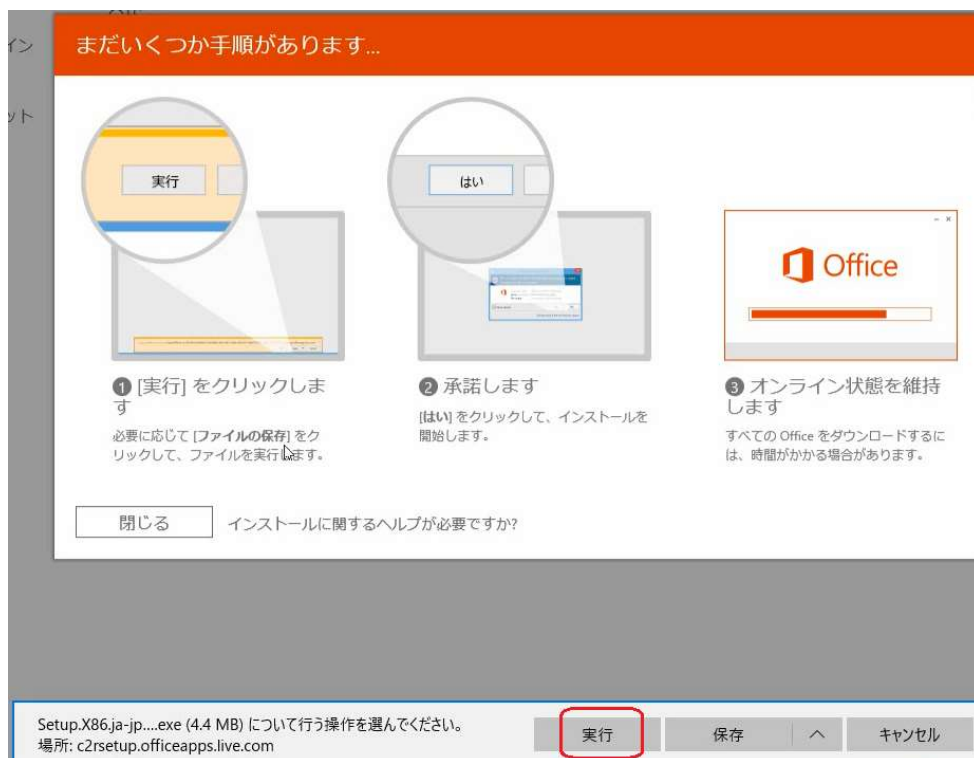 イン
ット
まだいくつか手順があります...
実行
はい
Office
❶ [実行] をクリックしま
す
必要に応じて [ファイルの保存] をク
リックして、ファイルを実行します。
❷ 承諾します
[はい] をクリックして、インストールを
開始します。
❸ オンライン状態を維持
します
すべての Office をダウンロードするに
は、時間がかかる場合があります。
閉じる
インストールに関するヘルプが必要ですか?
Setup.X86.ja-jp....exe (4.4 MB) について行う操作を選んでください。
場所: c2rsetup.officeapps.live.com
実行
保存
キャンセル